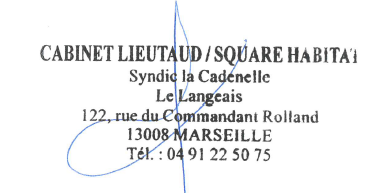 CABINET LIEUTAUD / SQUARE HABITAT
Syndic la Cadenelle
Le Langeais
122, rue du Commandant Rolland
13008 MARSEILLE
Tél. : 04 91 22 50 75